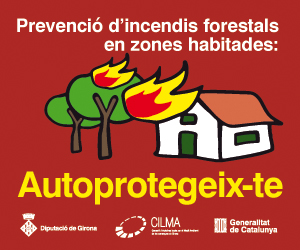 Prevenció d'incendis forestals
en zones habitades:
Autoprotegeix-te
Diputació de Girona
CILMA
Generalitat
de Catalunya